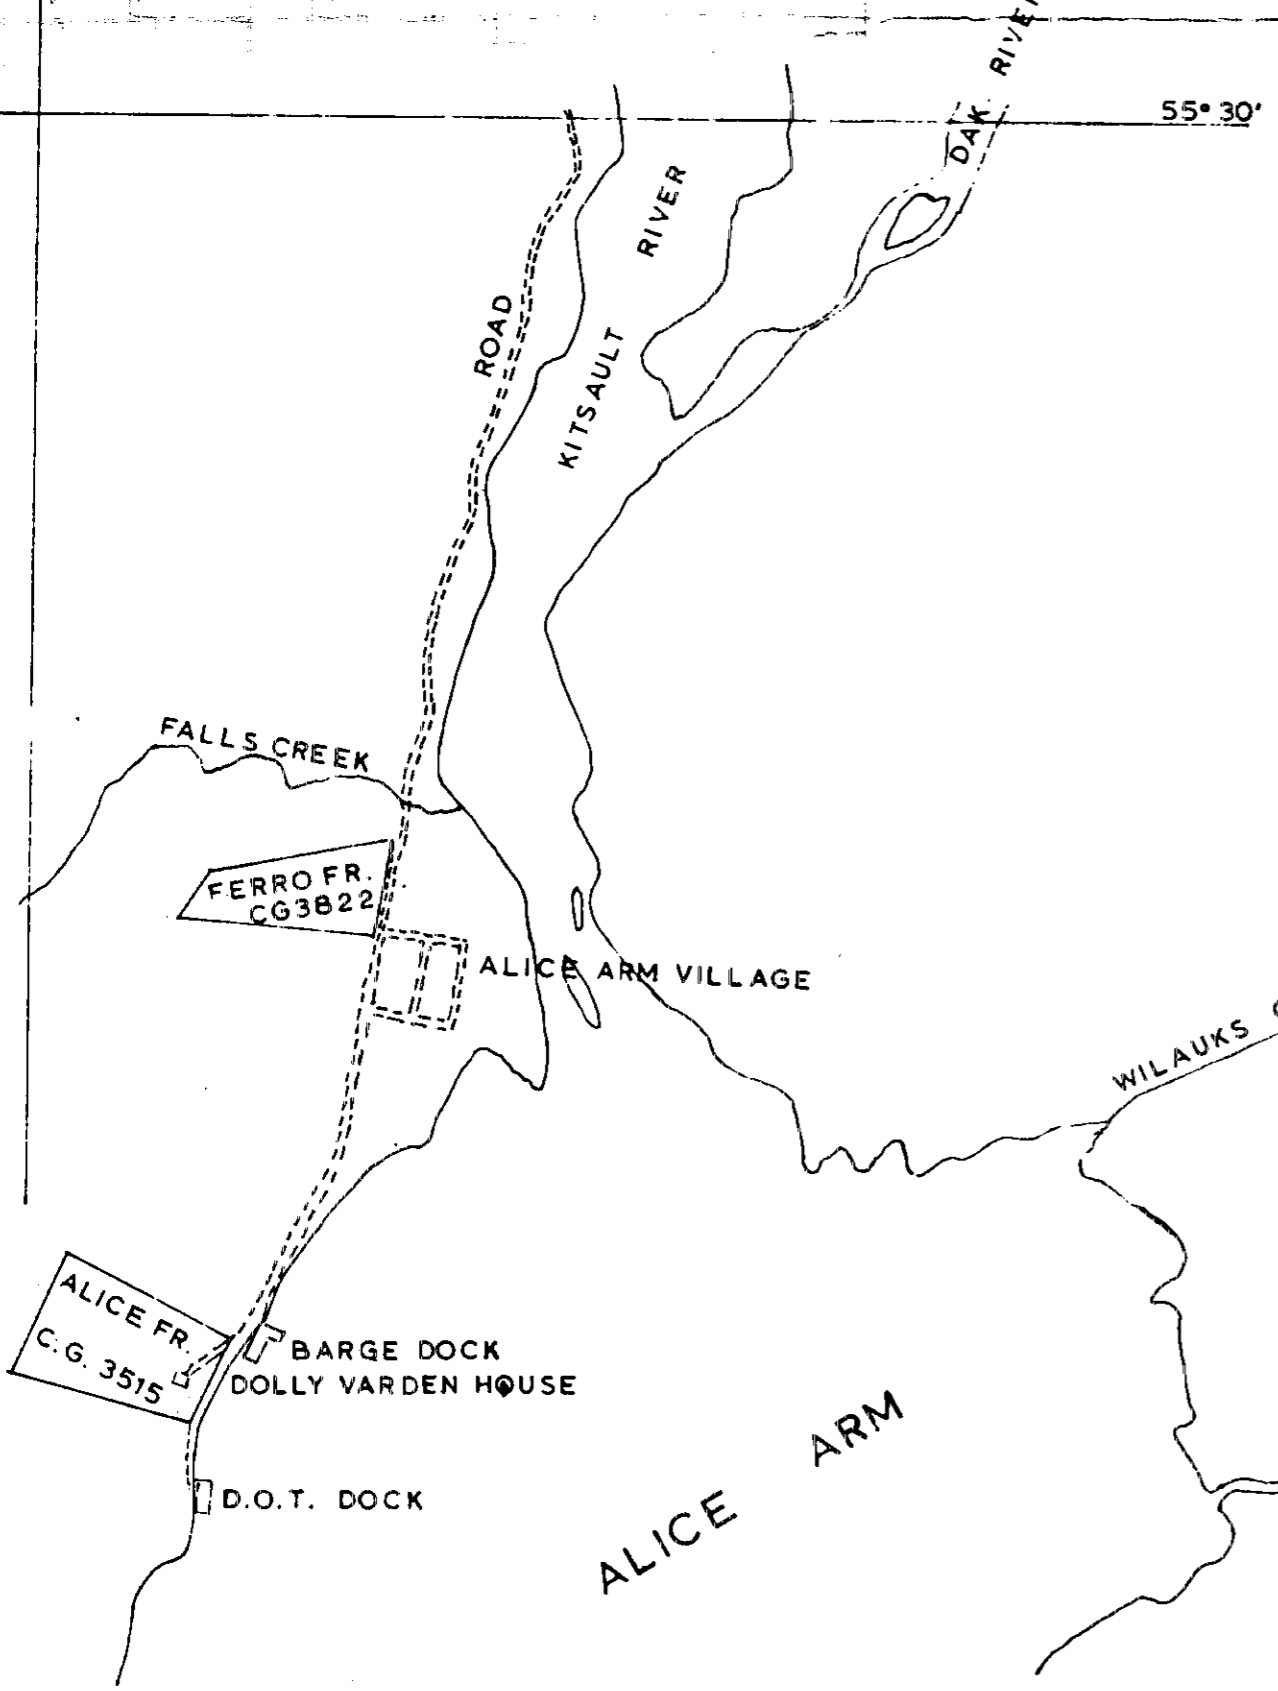 DAK RIVER
55° 30'
KITSAULT RIVER
ROAD
FALLS CREEK
FERRO FR.
CG3822
ALICE ARM VILLAGE
WILAUKS
ALICE FR.
C.G. 3515
BARGE DOCK
DOLLY VARDEN HOUSE
D.O.T. DOCK
ALICE ARM